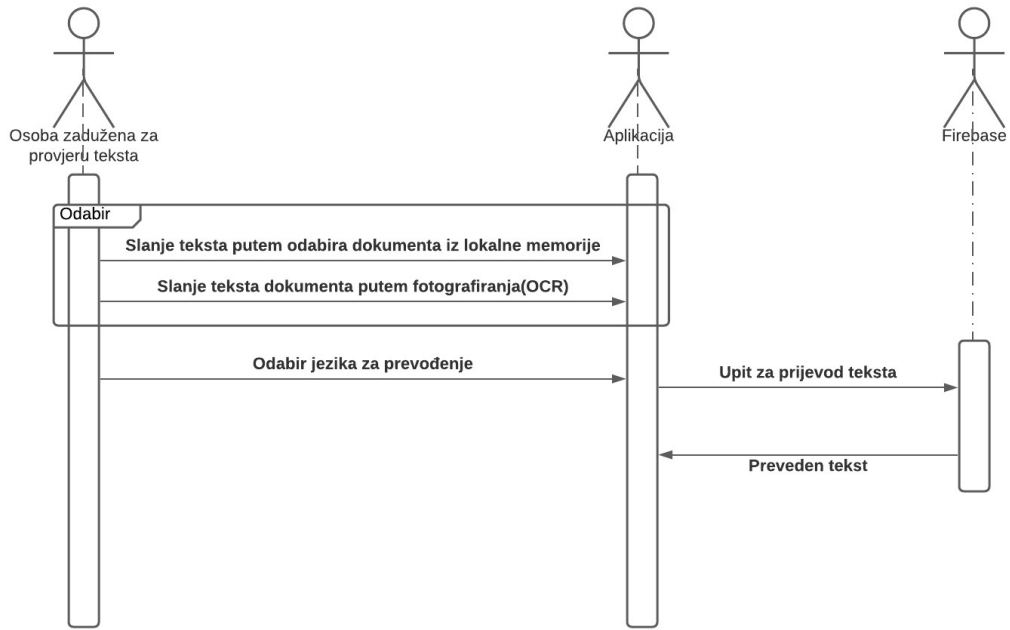 Osoba zadužena za
provjeru teksta
Aplikacija
Firebase
Odabir
Slanje teksta putem odabira dokumenta iz lokalne memorije
Slanje teksta dokumenta putem fotografiranja(OCR)
Odabir jezika za prevođenje
Upit za prijevod teksta
Preveden tekst